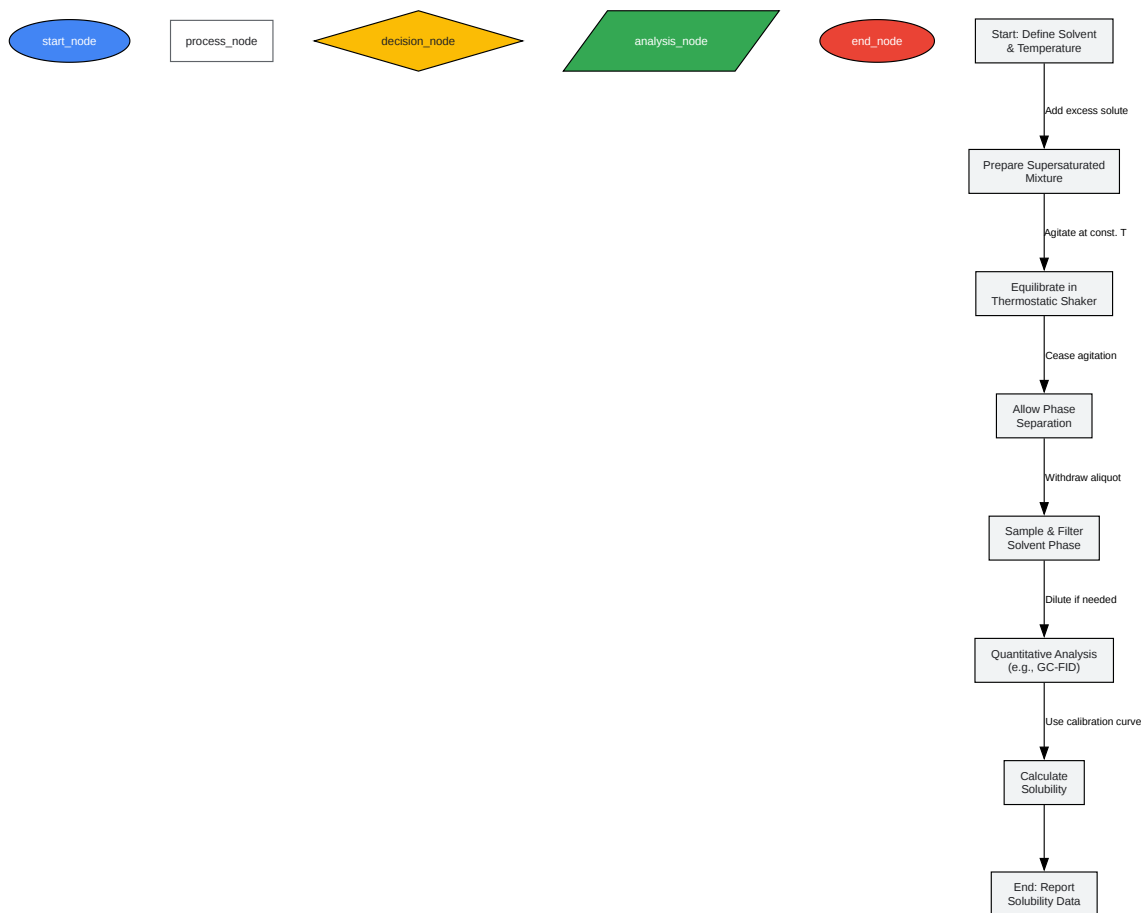 start_node
process_node
decision_node
analysis_node
end_node
Start: Define Solvent
& Temperature
Add excess solute
Prepare Supersaturated
Mixture
Agitate at const. T
Equilibrate in
Thermostatic Shaker
Cease agitation
Allow Phase
Separation
Withdraw aliquot
Sample & Filter
Solvent Phase
Dilute if needed
Quantitative Analysis
(e.g., GC-FID)
Use calibration curve
Calculate
Solubility
End: Report
Solubility Data